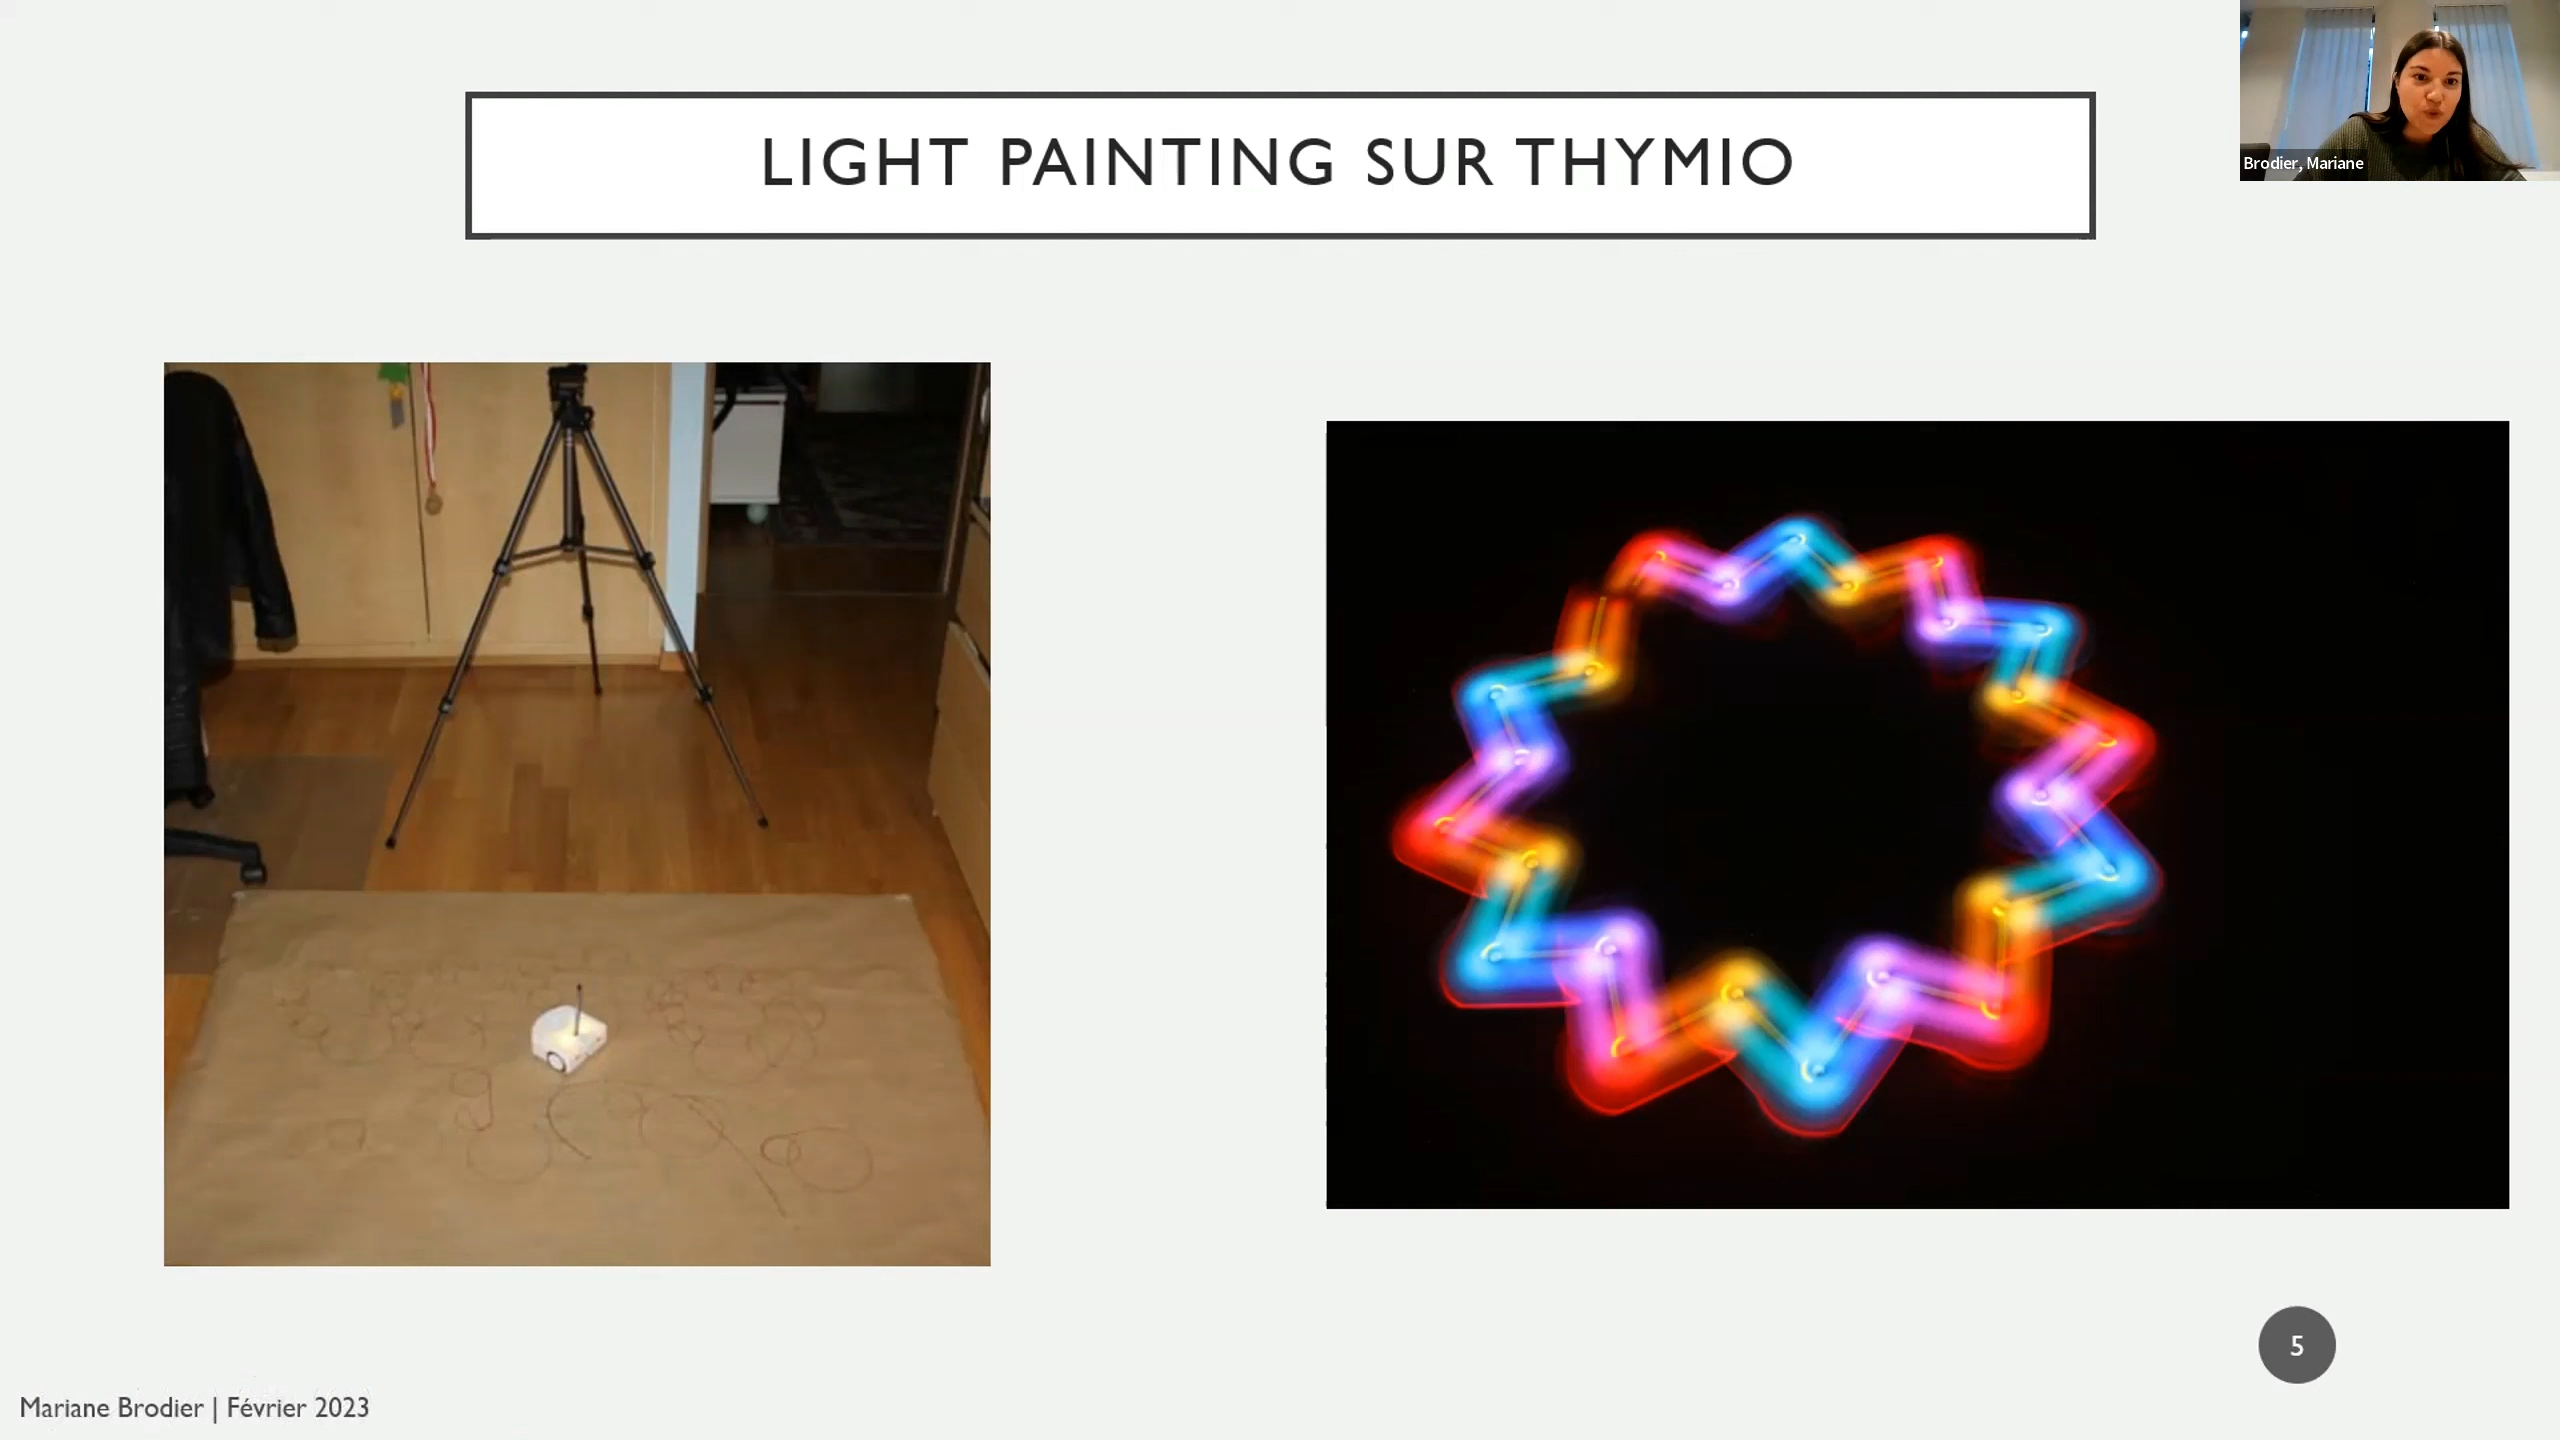 LIGHT PAINTING SUR THYMIO
Brodier, Mariane
5
Mariane Brodier | Février 2023